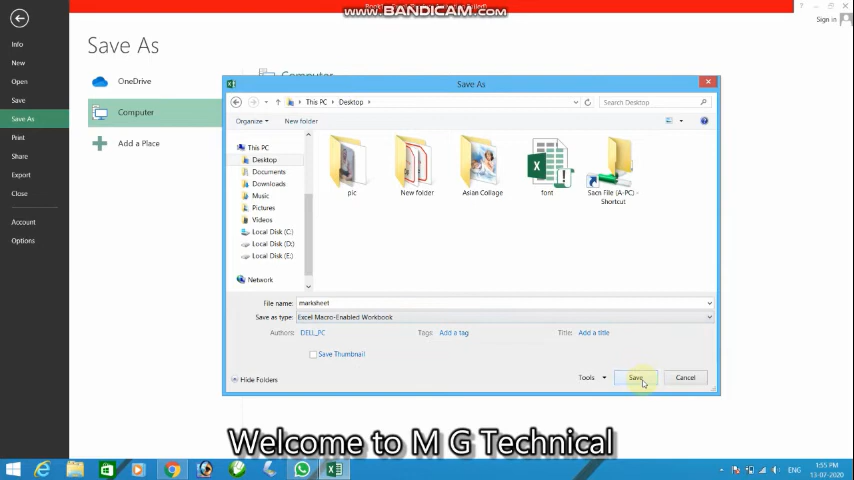 www.BANDICAM.com
Sign in
Info
New
Open
Save
Save As
Print
Share
Export
Close
Account
Options
Save As
OneDrive
Computer
Add a Place
Computer
Save As
This PC
Desktop
Search Desktop
Organize
New folder
This PC
Desktop
Documents
Downloads
Music
Pictures
Videos
Local Disk (C:)
Local Disk (D:)
Local Disk (E:)
Network
pic
New folder
Asian Collage
font
Sacn File (A-PC) -
Shortcut
File name: marksheet
Save as type: Excel Macro-Enabled Workbook
Authors: DELL_PC
Tags: Add a tag
Title: Add a title
Save Thumbnail
Hide Folders
Tools
Save
Cancel
Welcome to M G Technical
ENG
1:55 PM
13-07-2020